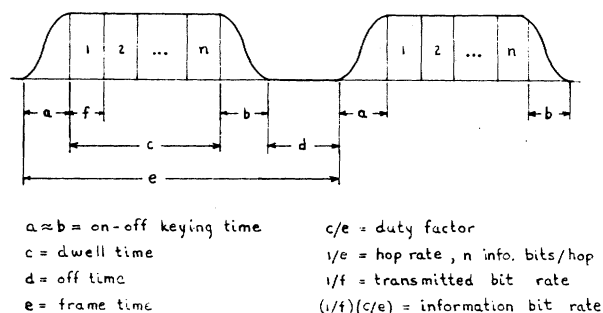 1 2 ... n 1 2 ... n
a f b a b
c d
e
a ≈ b = on-off keying time
c = dwell time
d = off time
e = frame time
c/e = duty factor
1/e = hop rate, n info. bits/hop
1/f = transmitted bit rate
(1/f)(c/e) = information bit rate